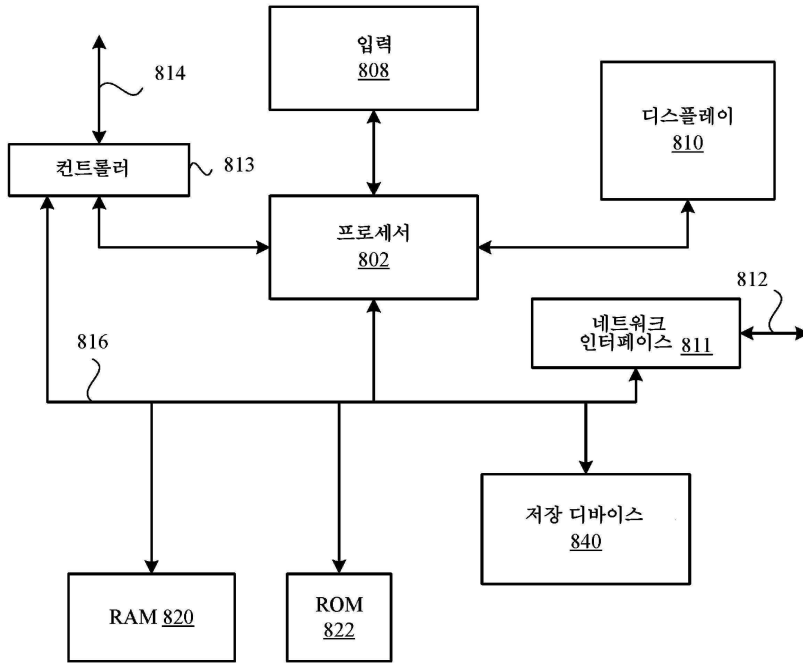 입력
808
814
디스플레이
810
컨트롤러
813
프로세서
802
812
네트워크
인터페이스 811
816
저장 디바이스
840
RAM 820
ROM
822